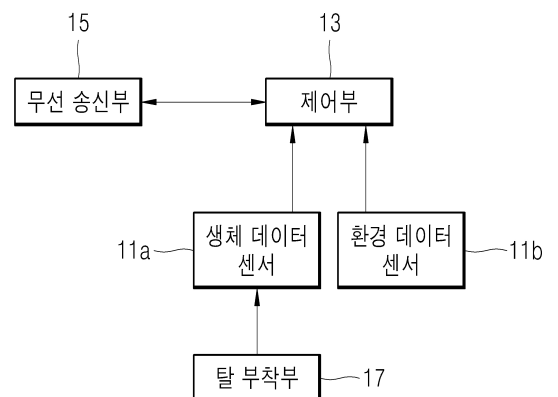 15
13
무선 송신부
제어부
생체 데이터
센서
환경 데이터
센서
11a
11b
탈 부착부
17